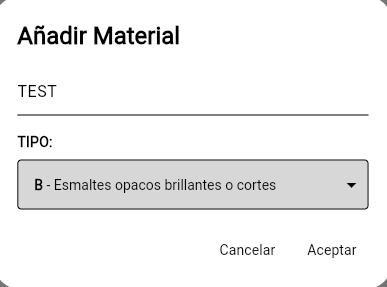 Añadir Material
TEST
TIPO:
B - Esmaltes opacos brillantes o cortes
Cancelar Aceptar